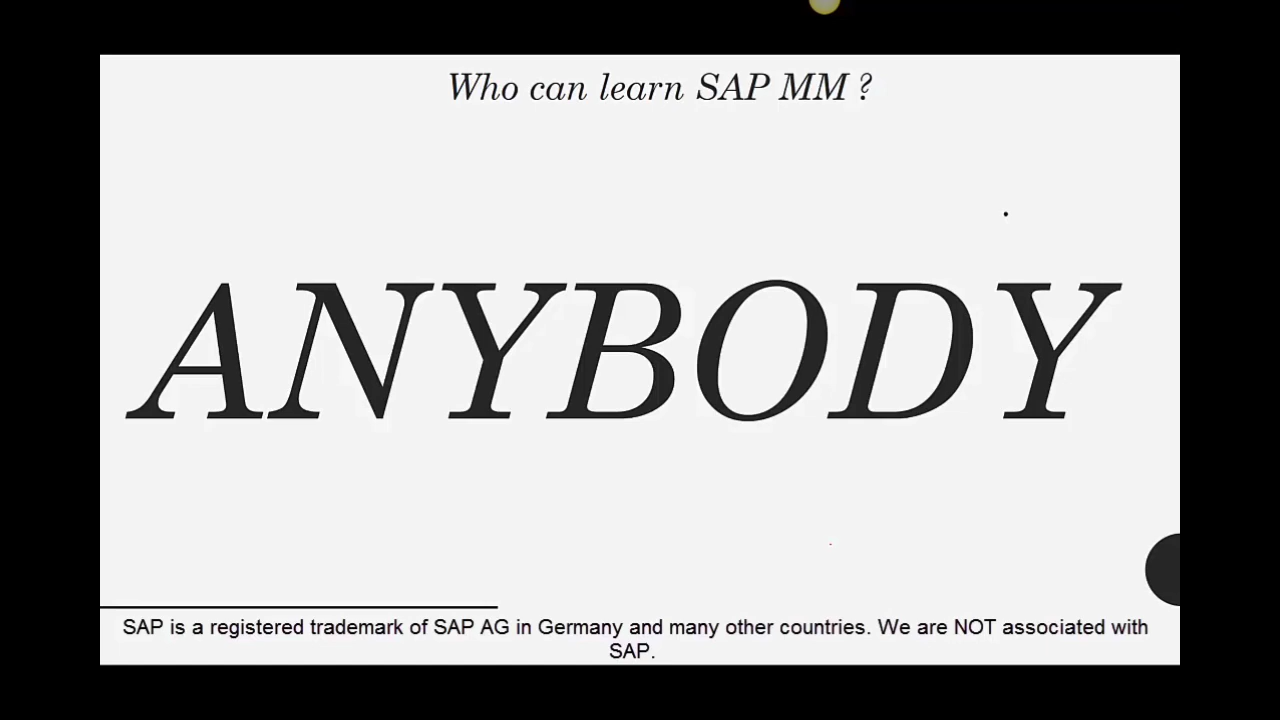 Who can learn SAP MM ?
ANYBODY
SAP is a registered trademark of SAP AG in Germany and many other countries. We are NOT associated with
SAP.